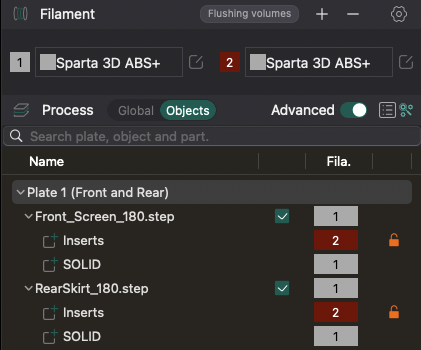 Filament Flushing volumes
1 Sparta 3D ABS+ 2 Sparta 3D ABS+
Process Global Objects Advanced
Search plate, object and part.
Name Fila.
Plate 1 (Front and Rear)
Front_Screen_180.step 1
Inserts 2
SOLID 1
RearSkirt_180.step 1
Inserts 2
SOLID 1